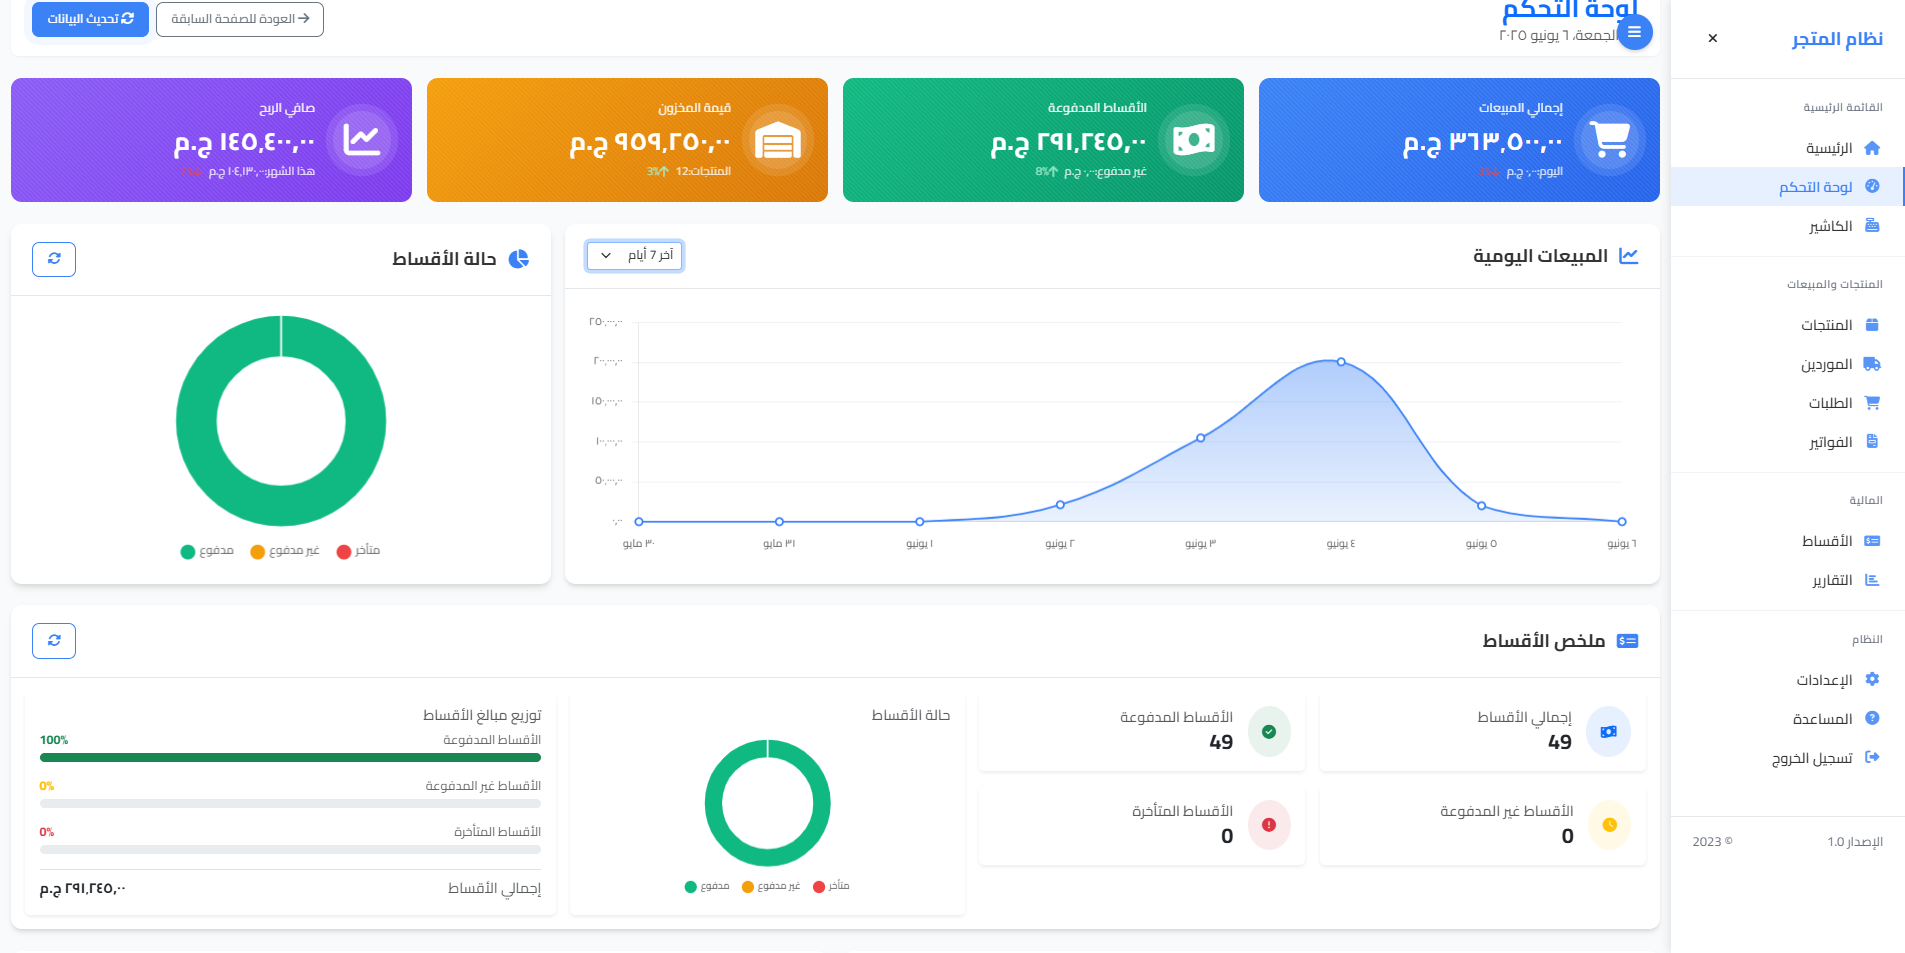 نظام المتجر
×
القائمة الرئيسية
الرئيسية
لوحة التحكم
الكاشير
المنتجات والمبيعات
المنتجات
الموردين
الطلبات
الفواتير
المالية
الأقساط
التقارير
النظام
الإعدادات
المساعدة
تسجيل الخروج
الإصدار 1.0
© 2023
لوحة التحكم
الجمعة، ٦ يونيو ٢٠٢٥
العودة للصفحة السابقة
تحديث البيانات
إجمالي المبيعات
٣٦٣,٥٠٠,٠٠ ج.م
اليوم: ٠,٠٠ ج.م
الأقساط المدفوعة
٢٩١,٢٤٥,٠٠ ج.م
غير مدفوع: ٠,٠٠ ج.م 8%
قيمة المخزون
٩٥٩,٢٥٠,٠٠ ج.م
المنتجات: 12 3%
صافي الربح
١٤٥,٤٠٠,٠٠ ج.م
هذا الشهر: ١٠٤,١٣٠,٠٠ ج.م
المبيعات اليومية
آخر 7 أيام
٢٥٠,٠٠٠,٠٠
٢٠٠,٠٠٠,٠٠
١٥٠,٠٠٠,٠٠
١٠٠,٠٠٠,٠٠
٥٠,٠٠٠,٠٠
٠,٠٠
٣٠ مايو
٣١ مايو
١ يونيو
٢ يونيو
٣ يونيو
٤ يونيو
٥ يونيو
٦ يونيو
حالة الأقساط
متأخر
غير مدفوع
مدفوع
ملخص الأقساط
إجمالي الأقساط
49
الأقساط المدفوعة
49
الأقساط غير المدفوعة
0
الأقساط المتأخرة
0
حالة الأقساط
متأخر
غير مدفوع
مدفوع
توزيع مبالغ الأقساط
الأقساط المدفوعة 100%
الأقساط غير المدفوعة 0%
الأقساط المتأخرة 0%
إجمالي الأقساط ٢٩١,٢٤٥,٠٠ ج.م